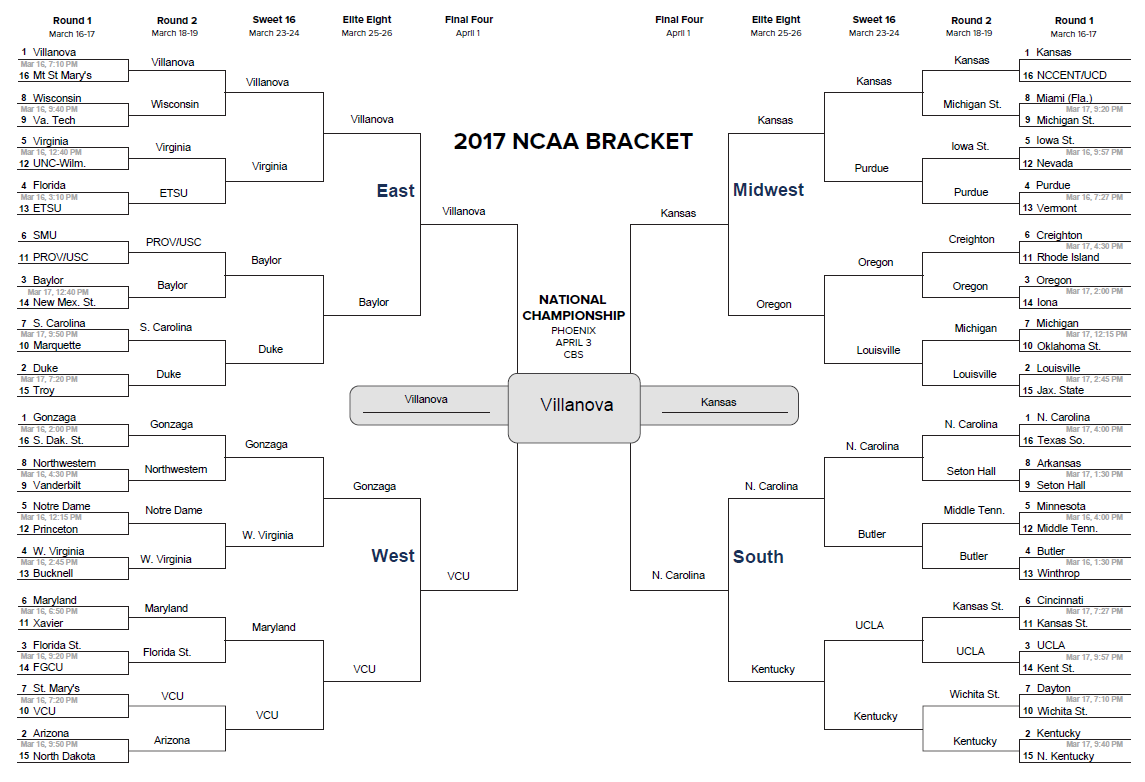 Round 1 Round 2 Sweet 16 Elite Eight Final Four Final Four Elite Eight Sweet 16 Round 2 Round 1
March 16-17 March 18-19 March 23-24 March 25-26 April 1 April 1 March 25-26 March 23-24 March 18-19 March 16-17
2017 NCAA BRACKET
East
1 Villanova
Mar 16, 7:10 PM
16 Mt St Mary's
8 Wisconsin
Mar 16, 9:40 PM
9 Va. Tech
5 Virginia
Mar 16, 12:40 PM
12 UNC-Wilm.
4 Florida
Mar 16, 3:10 PM
13 ETSU
6 SMU
11 PROV/USC
3 Baylor
Mar 17, 12:40 PM
14 New Mex. St.
7 S. Carolina
Mar 17, 9:50 PM
10 Marquette
2 Duke
Mar 17, 7:20 PM
15 Troy
Villanova
Wisconsin
Virginia
ETSU
PROV/USC
Baylor
S. Carolina
Duke
Villanova
Virginia
Baylor
Duke
Villanova
Baylor
Villanova
West
1 Gonzaga
Mar 16, 2:00 PM
16 S. Dak. St.
8 Northwestern
Mar 16, 4:30 PM
9 Vanderbilt
5 Notre Dame
Mar 16, 12:15 PM
12 Princeton
4 W. Virginia
Mar 16, 2:45 PM
13 Bucknell
6 Maryland
Mar 16, 6:50 PM
11 Xavier
3 Florida St.
Mar 16, 9:20 PM
14 FGCU
7 St. Mary's
Mar 16, 7:20 PM
10 VCU
2 Arizona
Mar 16, 9:50 PM
15 North Dakota
Gonzaga
Northwestern
Notre Dame
W. Virginia
Maryland
Florida St.
VCU
Arizona
Gonzaga
W. Virginia
Maryland
VCU
Gonzaga
VCU
VCU
NATIONAL
CHAMPIONSHIP
PHOENIX
APRIL 3
CBS
Villanova
Villanova
Kansas
Midwest
Kansas
Kansas
Oregon
Kansas
Purdue
Oregon
Louisville
Kansas
Michigan St.
Iowa St.
Purdue
Creighton
Oregon
Michigan
Louisville
1 Kansas
16 NCCENT/UCD
8 Miami (Fla.)
Mar 17, 9:20 PM
9 Michigan St.
5 Iowa St.
Mar 16, 9:57 PM
12 Nevada
4 Purdue
Mar 16, 7:27 PM
13 Vermont
6 Creighton
Mar 17, 4:30 PM
11 Rhode Island
3 Oregon
Mar 17, 2:00 PM
14 Iona
7 Michigan
Mar 17, 12:15 PM
10 Oklahoma St.
2 Louisville
Mar 17, 2:45 PM
15 Jax. State
South
N. Carolina
N. Carolina
Kentucky
N. Carolina
Butler
UCLA
Kentucky
N. Carolina
Seton Hall
Middle Tenn.
Butler
Kansas St.
UCLA
Wichita St.
Kentucky
1 N. Carolina
Mar 17, 4:00 PM
16 Texas So.
8 Arkansas
Mar 17, 1:30 PM
9 Seton Hall
5 Minnesota
Mar 16, 4:00 PM
12 Middle Tenn.
4 Butler
Mar 16, 1:30 PM
13 Winthrop
6 Cincinnati
Mar 17, 7:27 PM
11 Kansas St.
3 UCLA
Mar 17, 9:57 PM
14 Kent St.
7 Dayton
Mar 17, 7:10 PM
10 Wichita St.
2 Kentucky
Mar 17, 9:40 PM
15 N. Kentucky